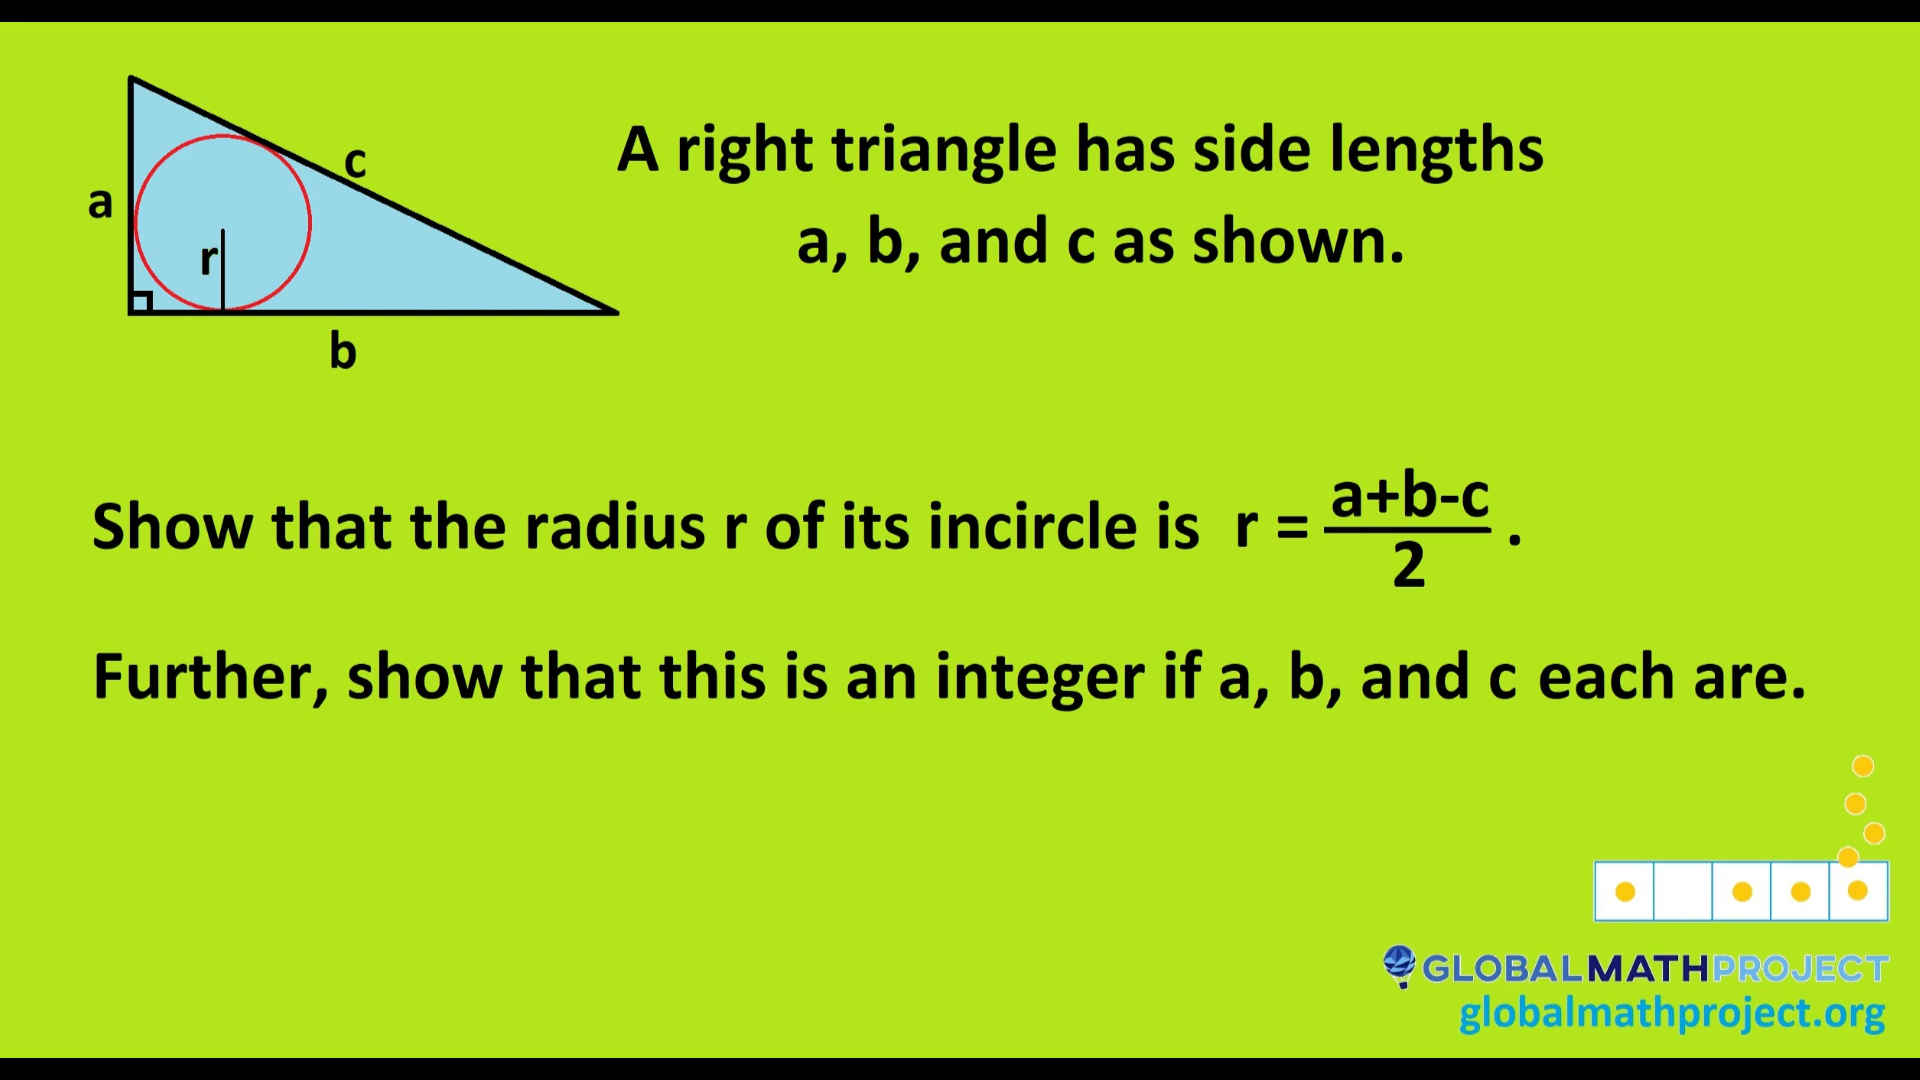 a
c
r
b
A right triangle has side lengths
a, b, and c as shown.
Show that the radius r of its incircle is r = a+b-c
2 .
Further, show that this is an integer if a, b, and c each are.
GLOBALMATHPROJECT
globalmathproject.org